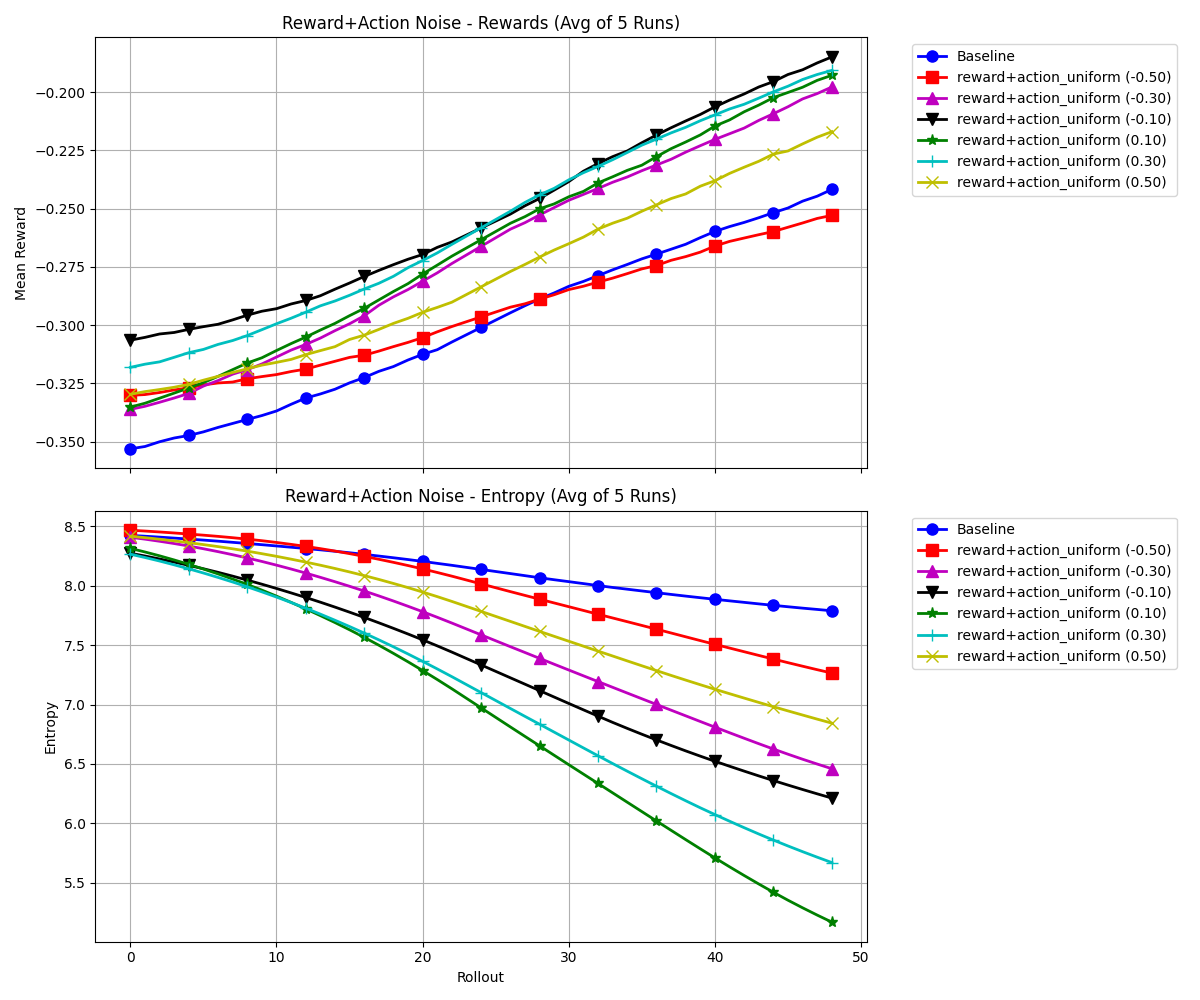 Reward+Action Noise - Rewards (Avg of 5 Runs)
Mean Reward
−0.200
−0.225
−0.250
−0.275
−0.300
−0.325
−0.350
Baseline
reward+action_uniform (-0.50)
reward+action_uniform (-0.30)
reward+action_uniform (-0.10)
reward+action_uniform (0.10)
reward+action_uniform (0.30)
reward+action_uniform (0.50)
Reward+Action Noise - Entropy (Avg of 5 Runs)
Entropy
8.5
8.0
7.5
7.0
6.5
6.0
5.5
0 10 20 30 40 50
Rollout
Baseline
reward+action_uniform (-0.50)
reward+action_uniform (-0.30)
reward+action_uniform (-0.10)
reward+action_uniform (0.10)
reward+action_uniform (0.30)
reward+action_uniform (0.50)